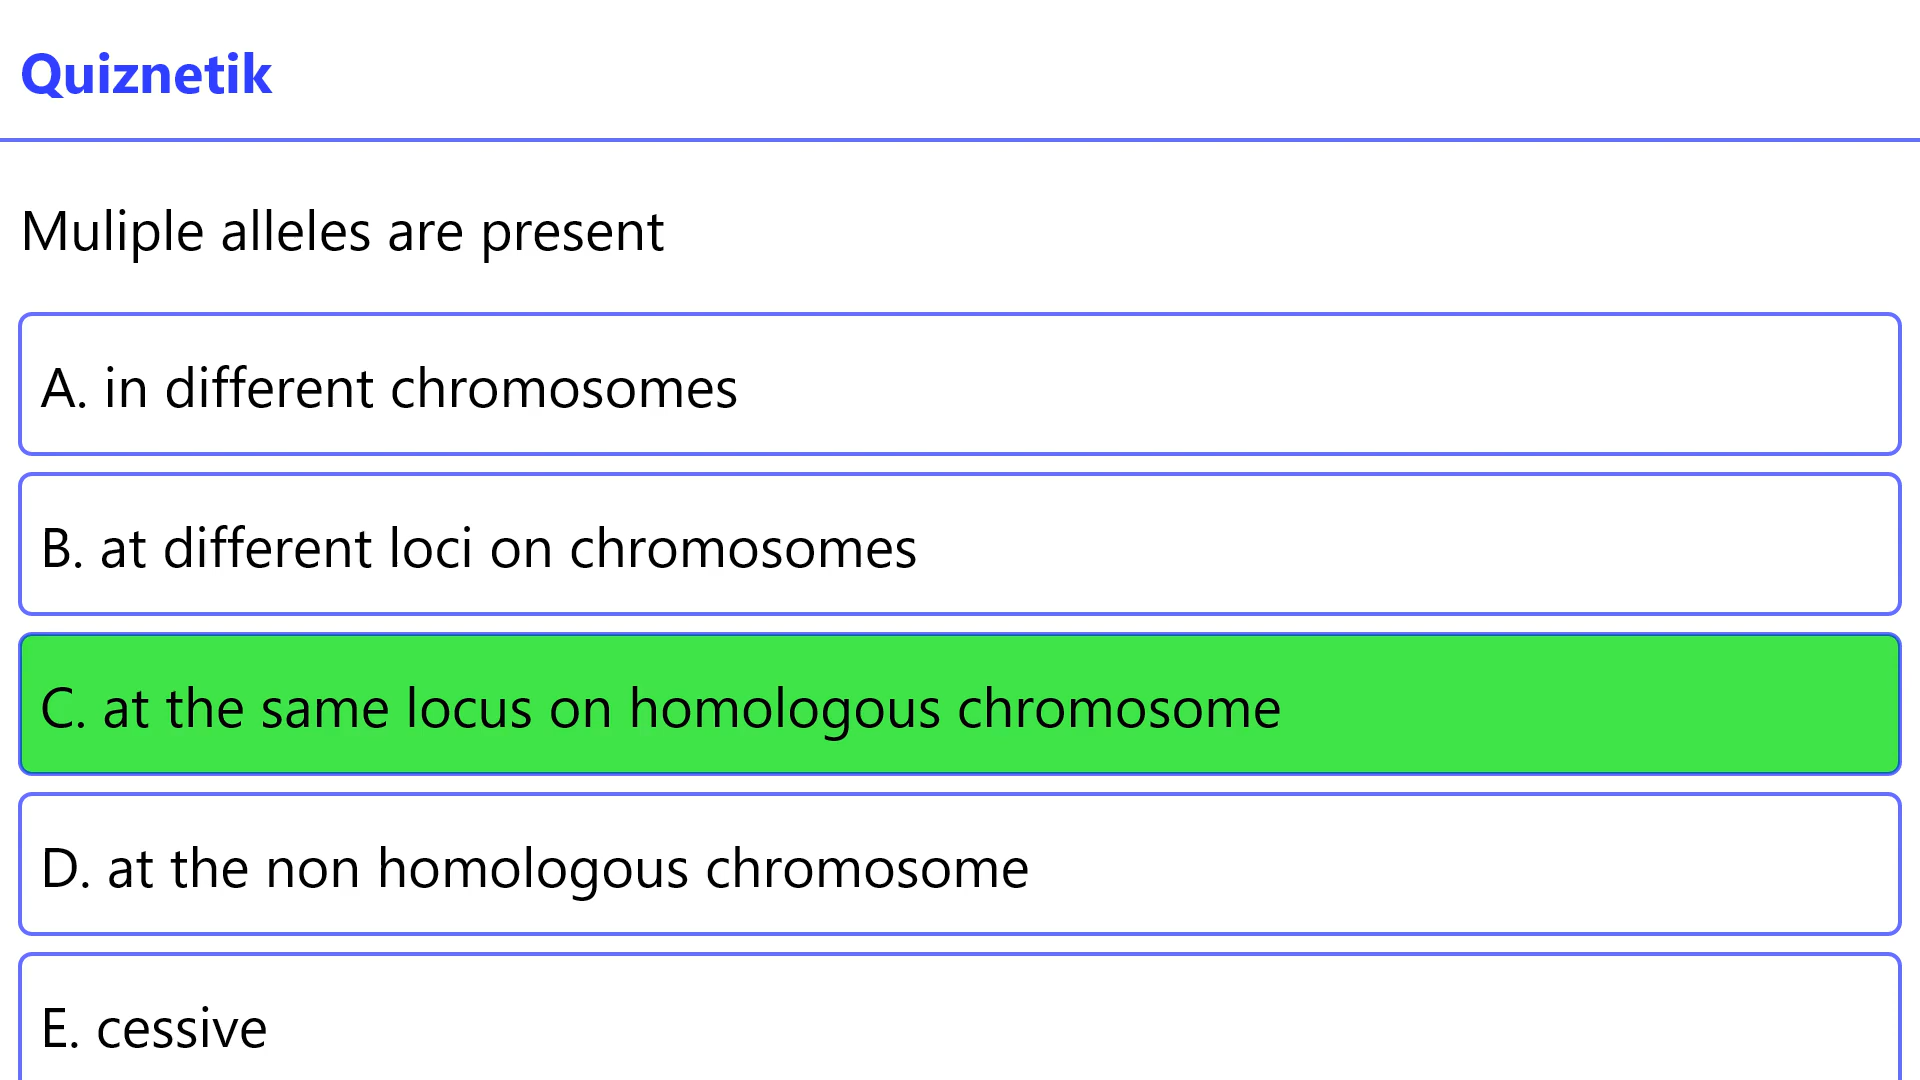 Quiznetik
Muliple alleles are present
A. in different chromosomes
B. at different loci on chromosomes
C. at the same locus on homologous chromosome
D. at the non homologous chromosome
E. cessive